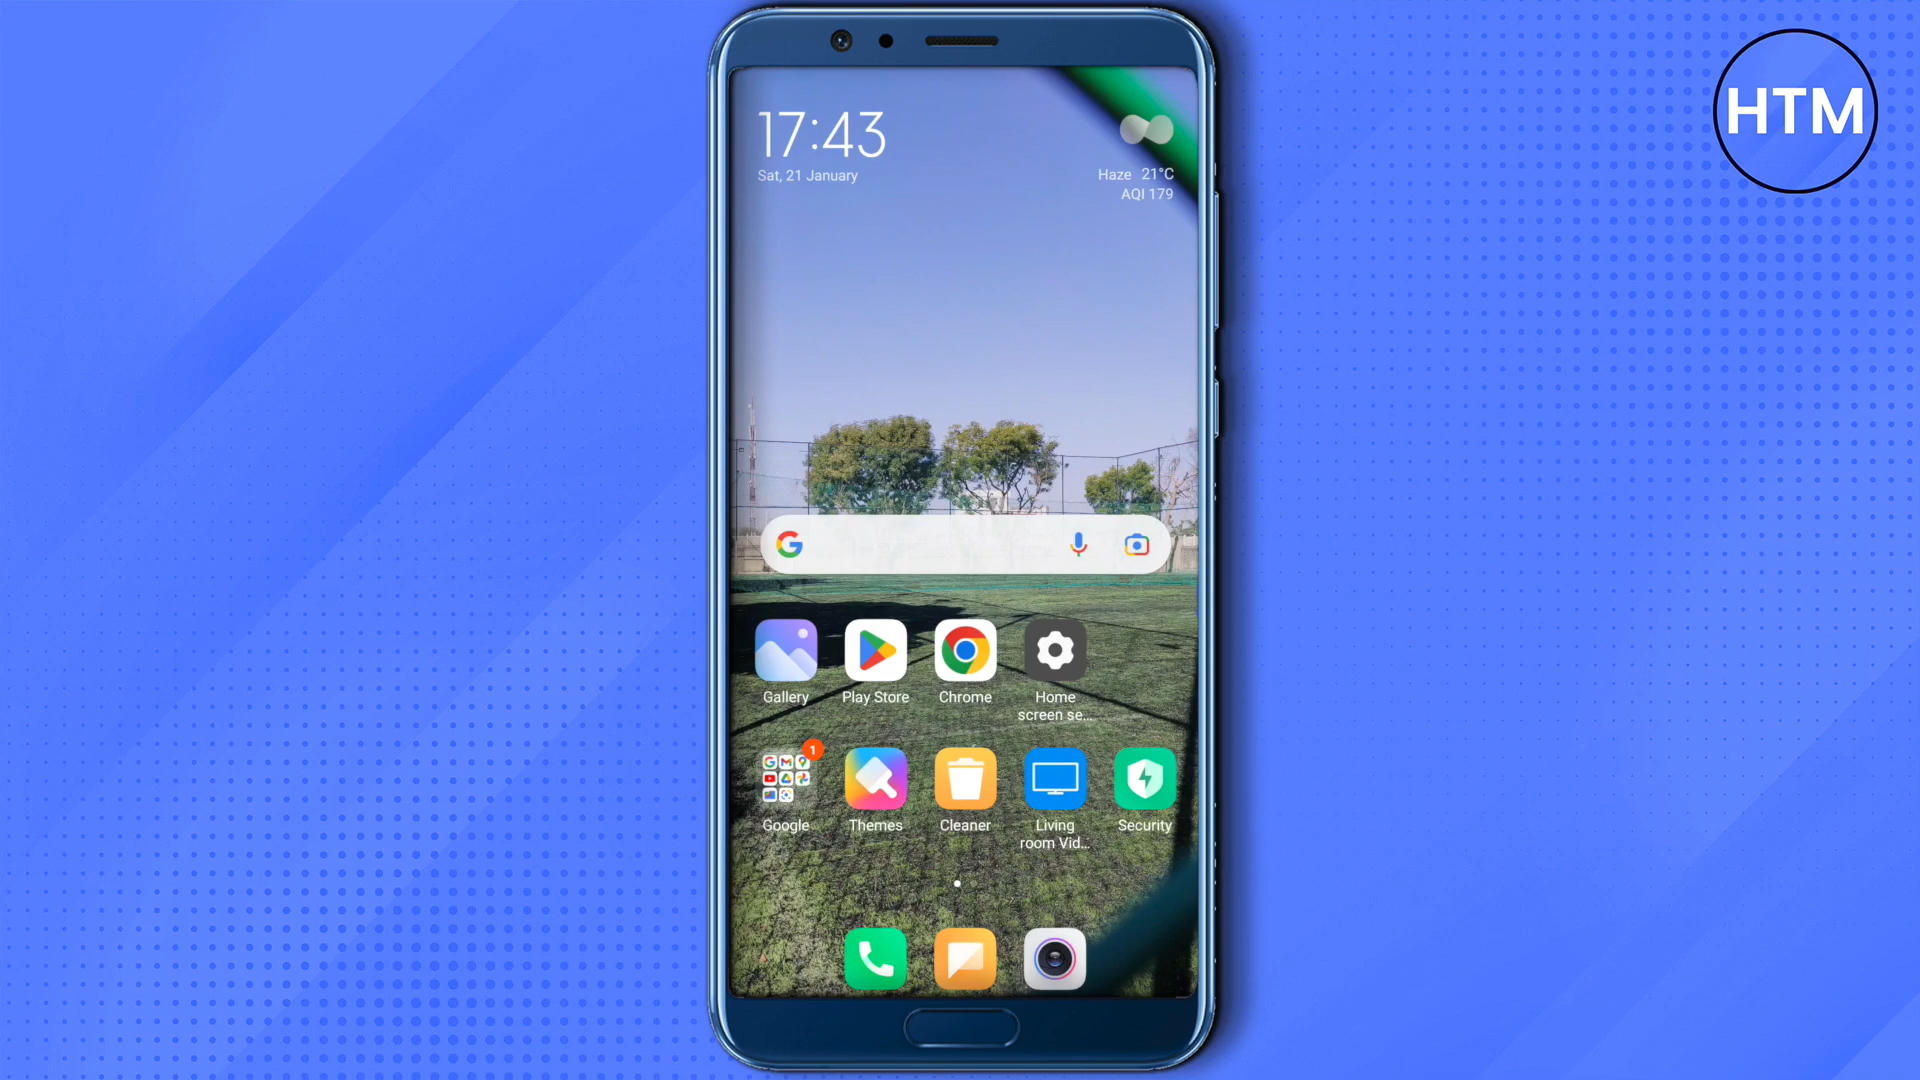 HTM
17:43
Sat, 21 January
Haze 21°C
AQI 179
Gallery
Play Store
Chrome
Home
screen se...
1
Google
Themes
Cleaner
Living
room Vid...
Security